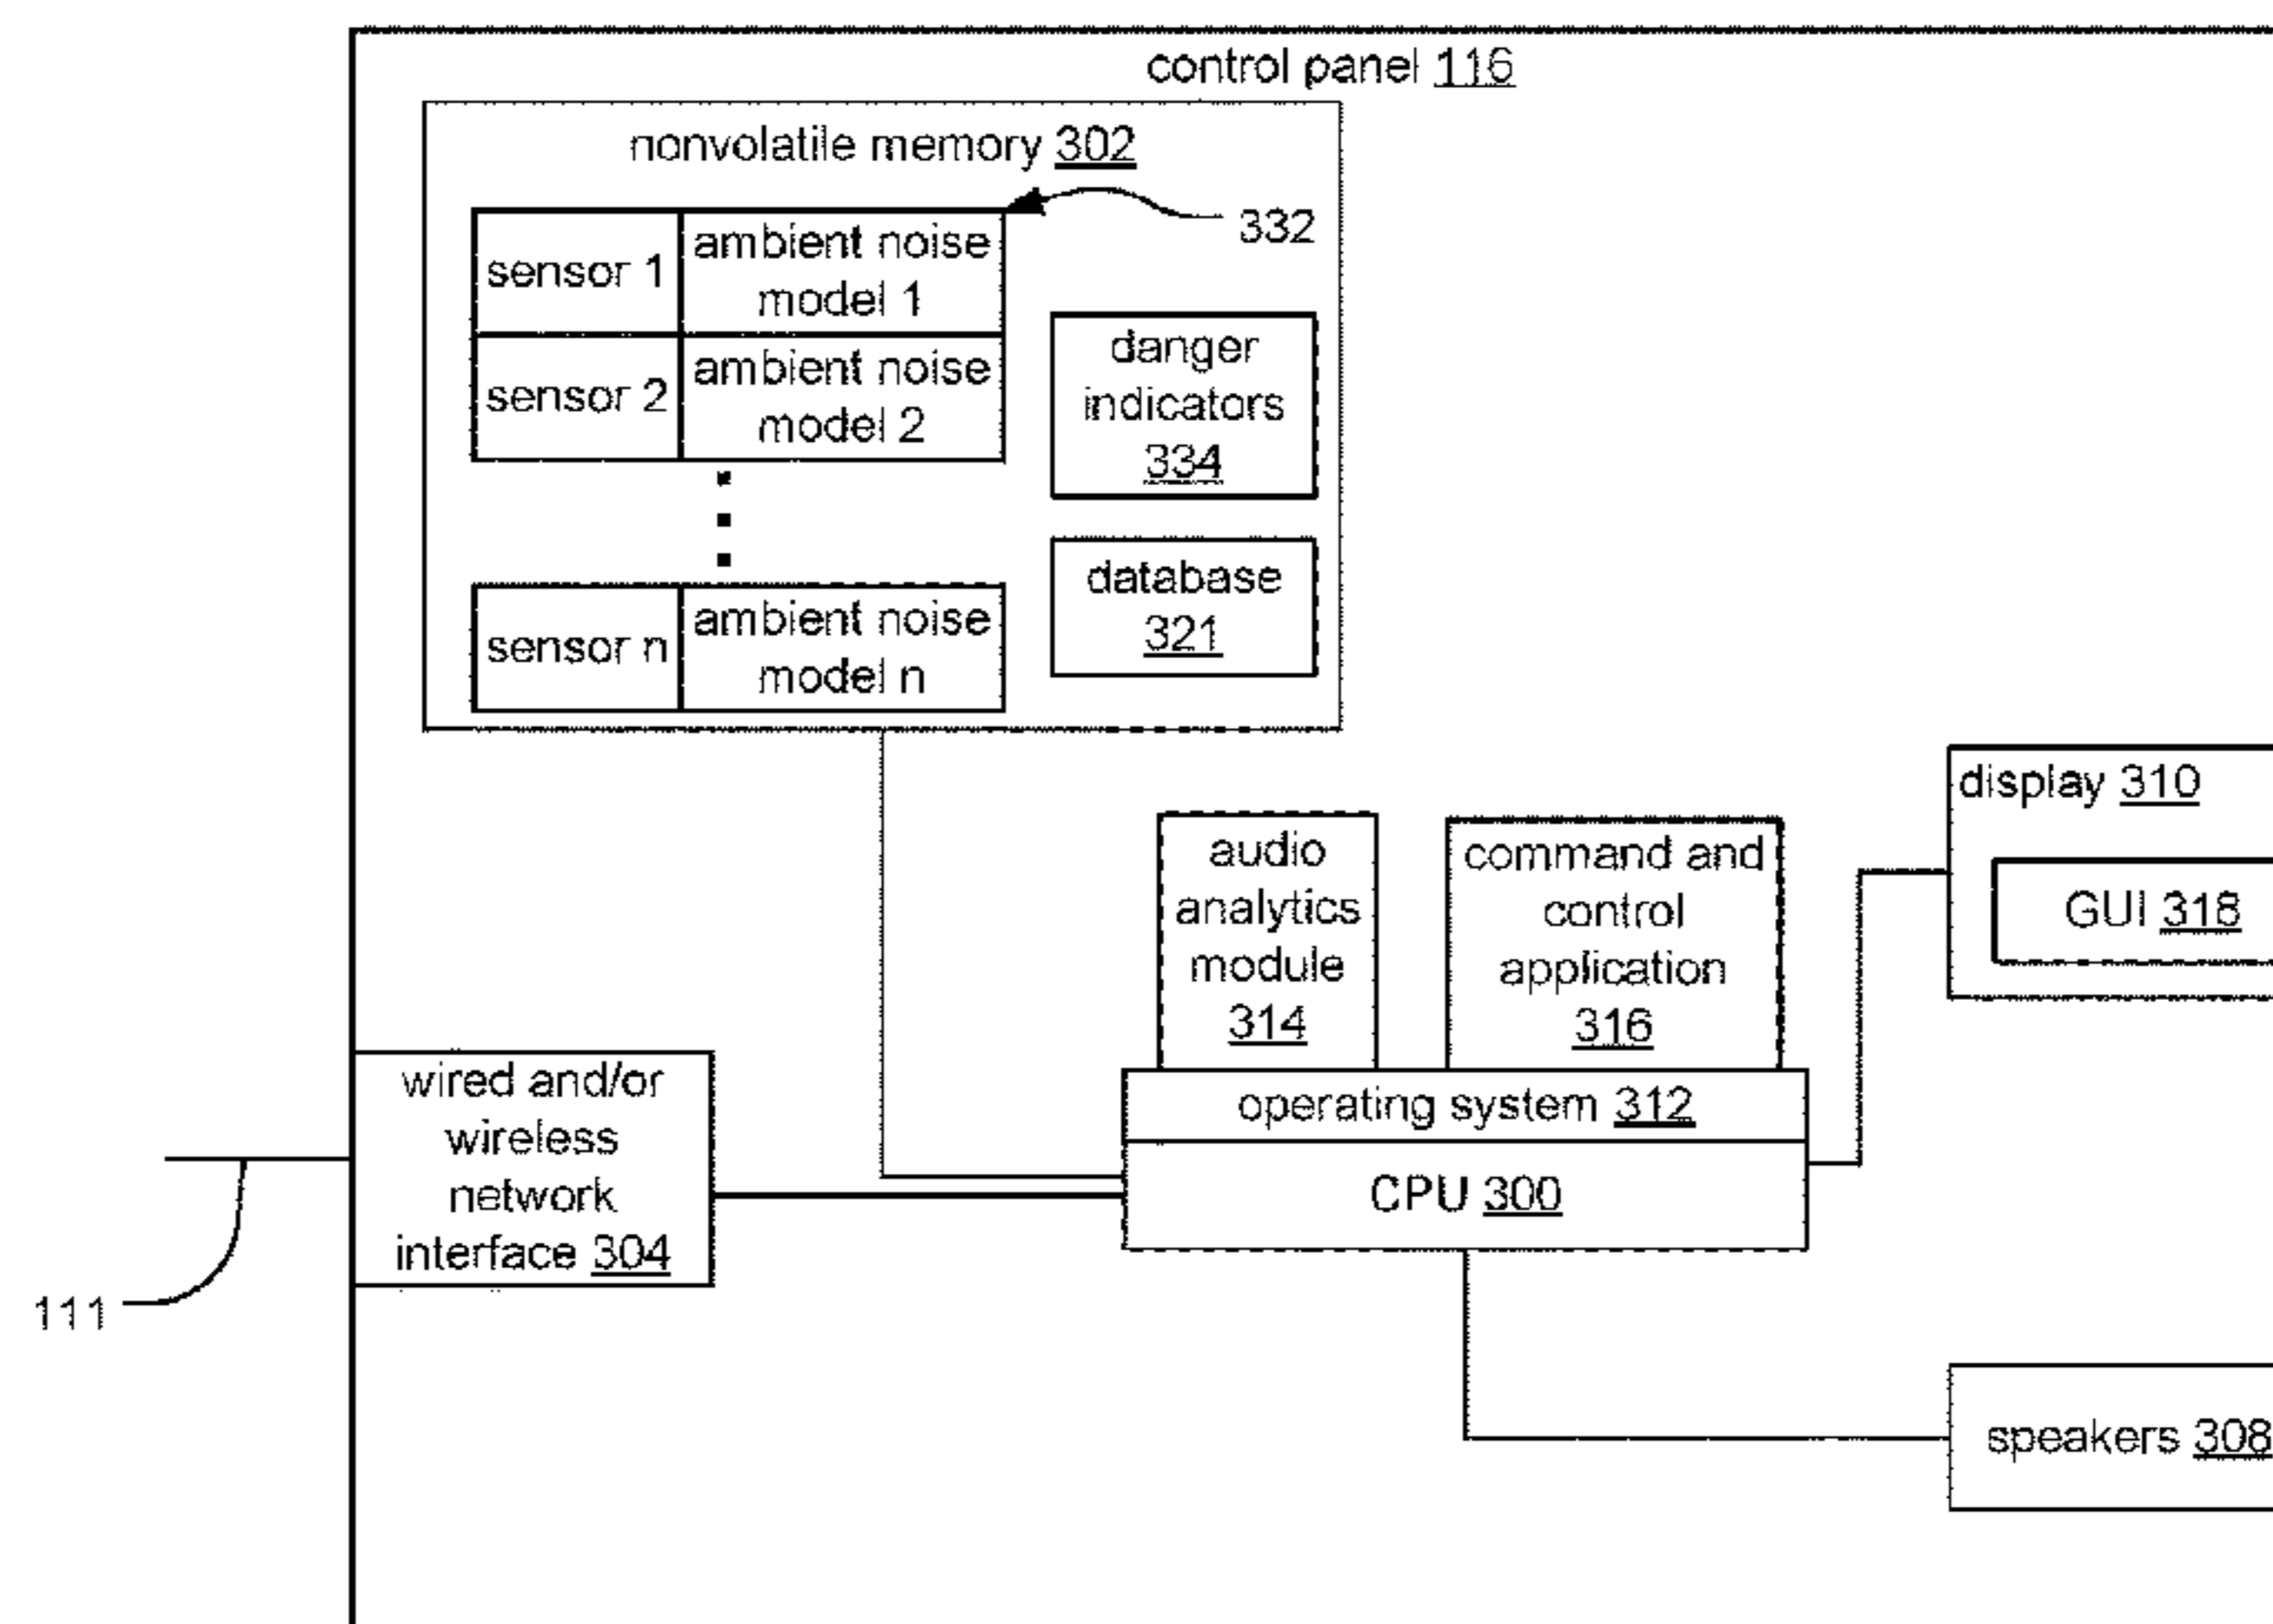 control panel 116
nonvolatile memory 302
332
sensor 1
ambient noise
model 1
sensor 2
ambient noise
model 2
sensor n
ambient noise
model n
danger
indicators
334
database
321
display 310
GUI 318
audio
analytics
module
314
command and
control
application
316
operating system 312
CPU 300
wired and/or
wireless
network
interface 304
111
speakers 308